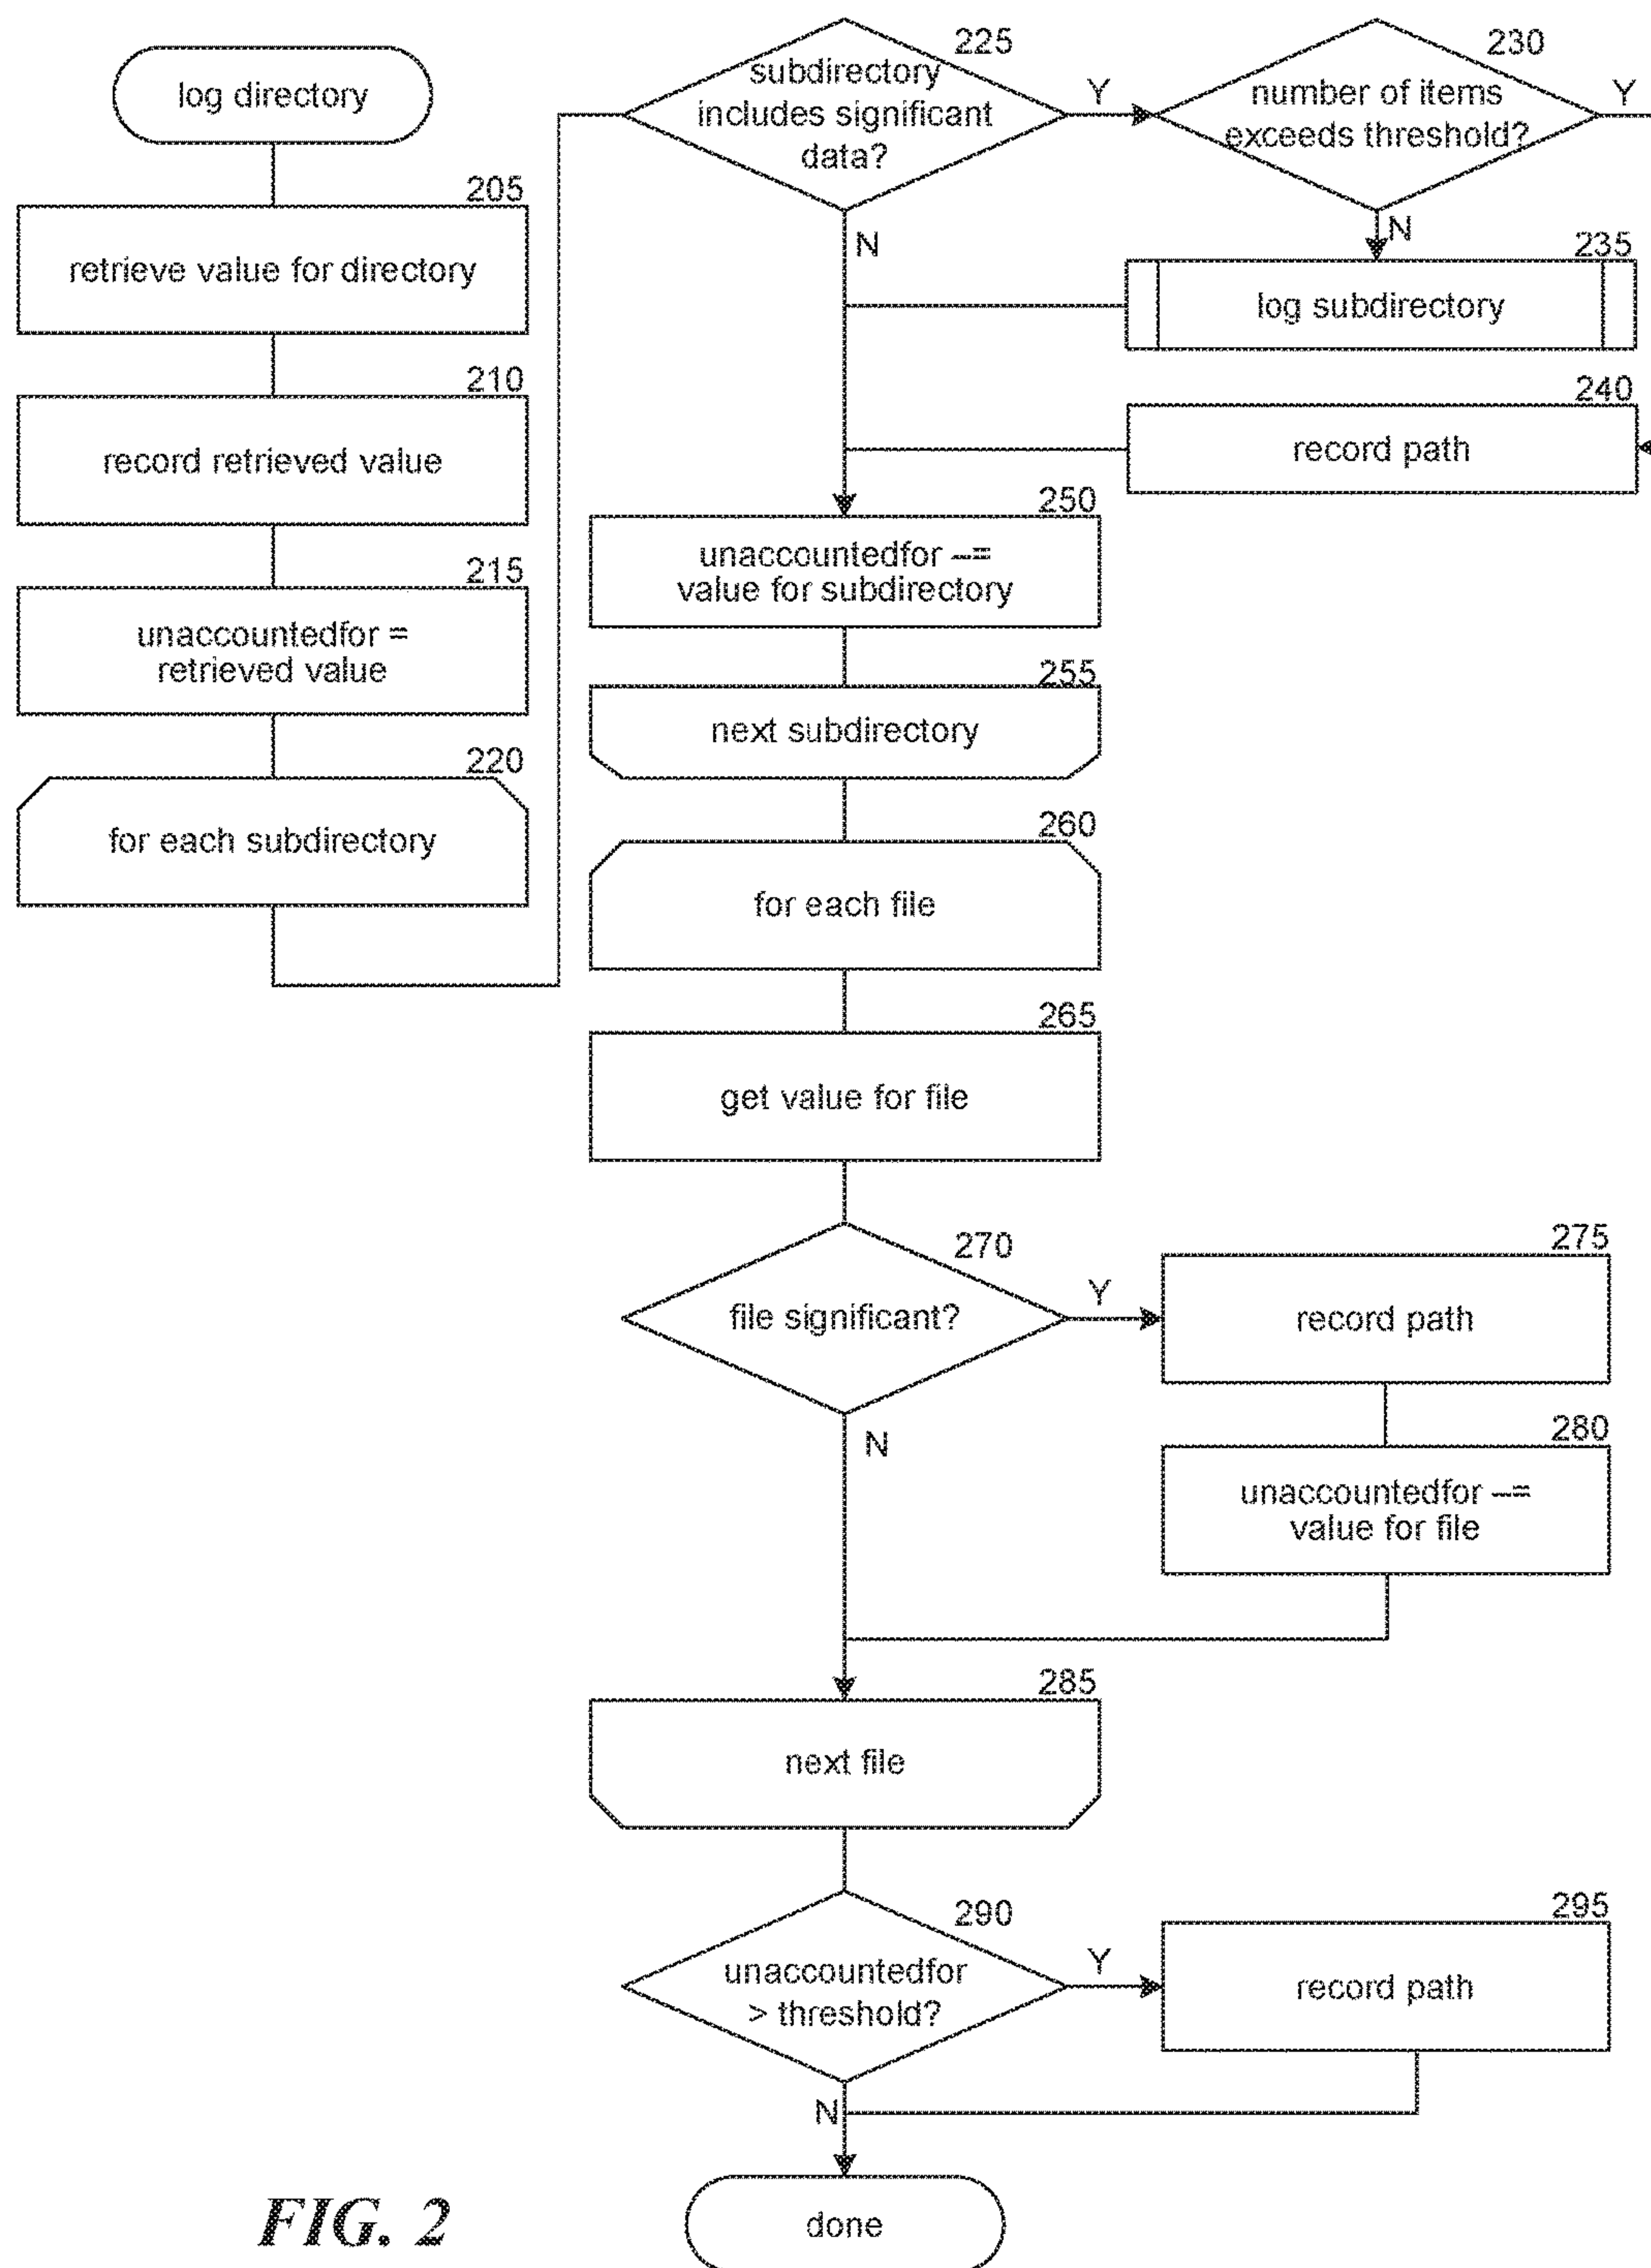 log directory
205
retrieve value for directory
210
record retrieved value
215
unaccountedfor =
retrieved value
220
for each subdirectory
225
subdirectory
includes significant
data?
Y
N
230
number of items
exceeds threshold?
Y
N
235
log subdirectory
240
record path
250
unaccountedfor –=
value for subdirectory
255
next subdirectory
260
for each file
265
get value for file
270
file significant?
Y
N
275
record path
280
unaccountedfor –=
value for file
285
next file
290
unaccountedfor
> threshold?
Y
N
295
record path
done
FIG. 2